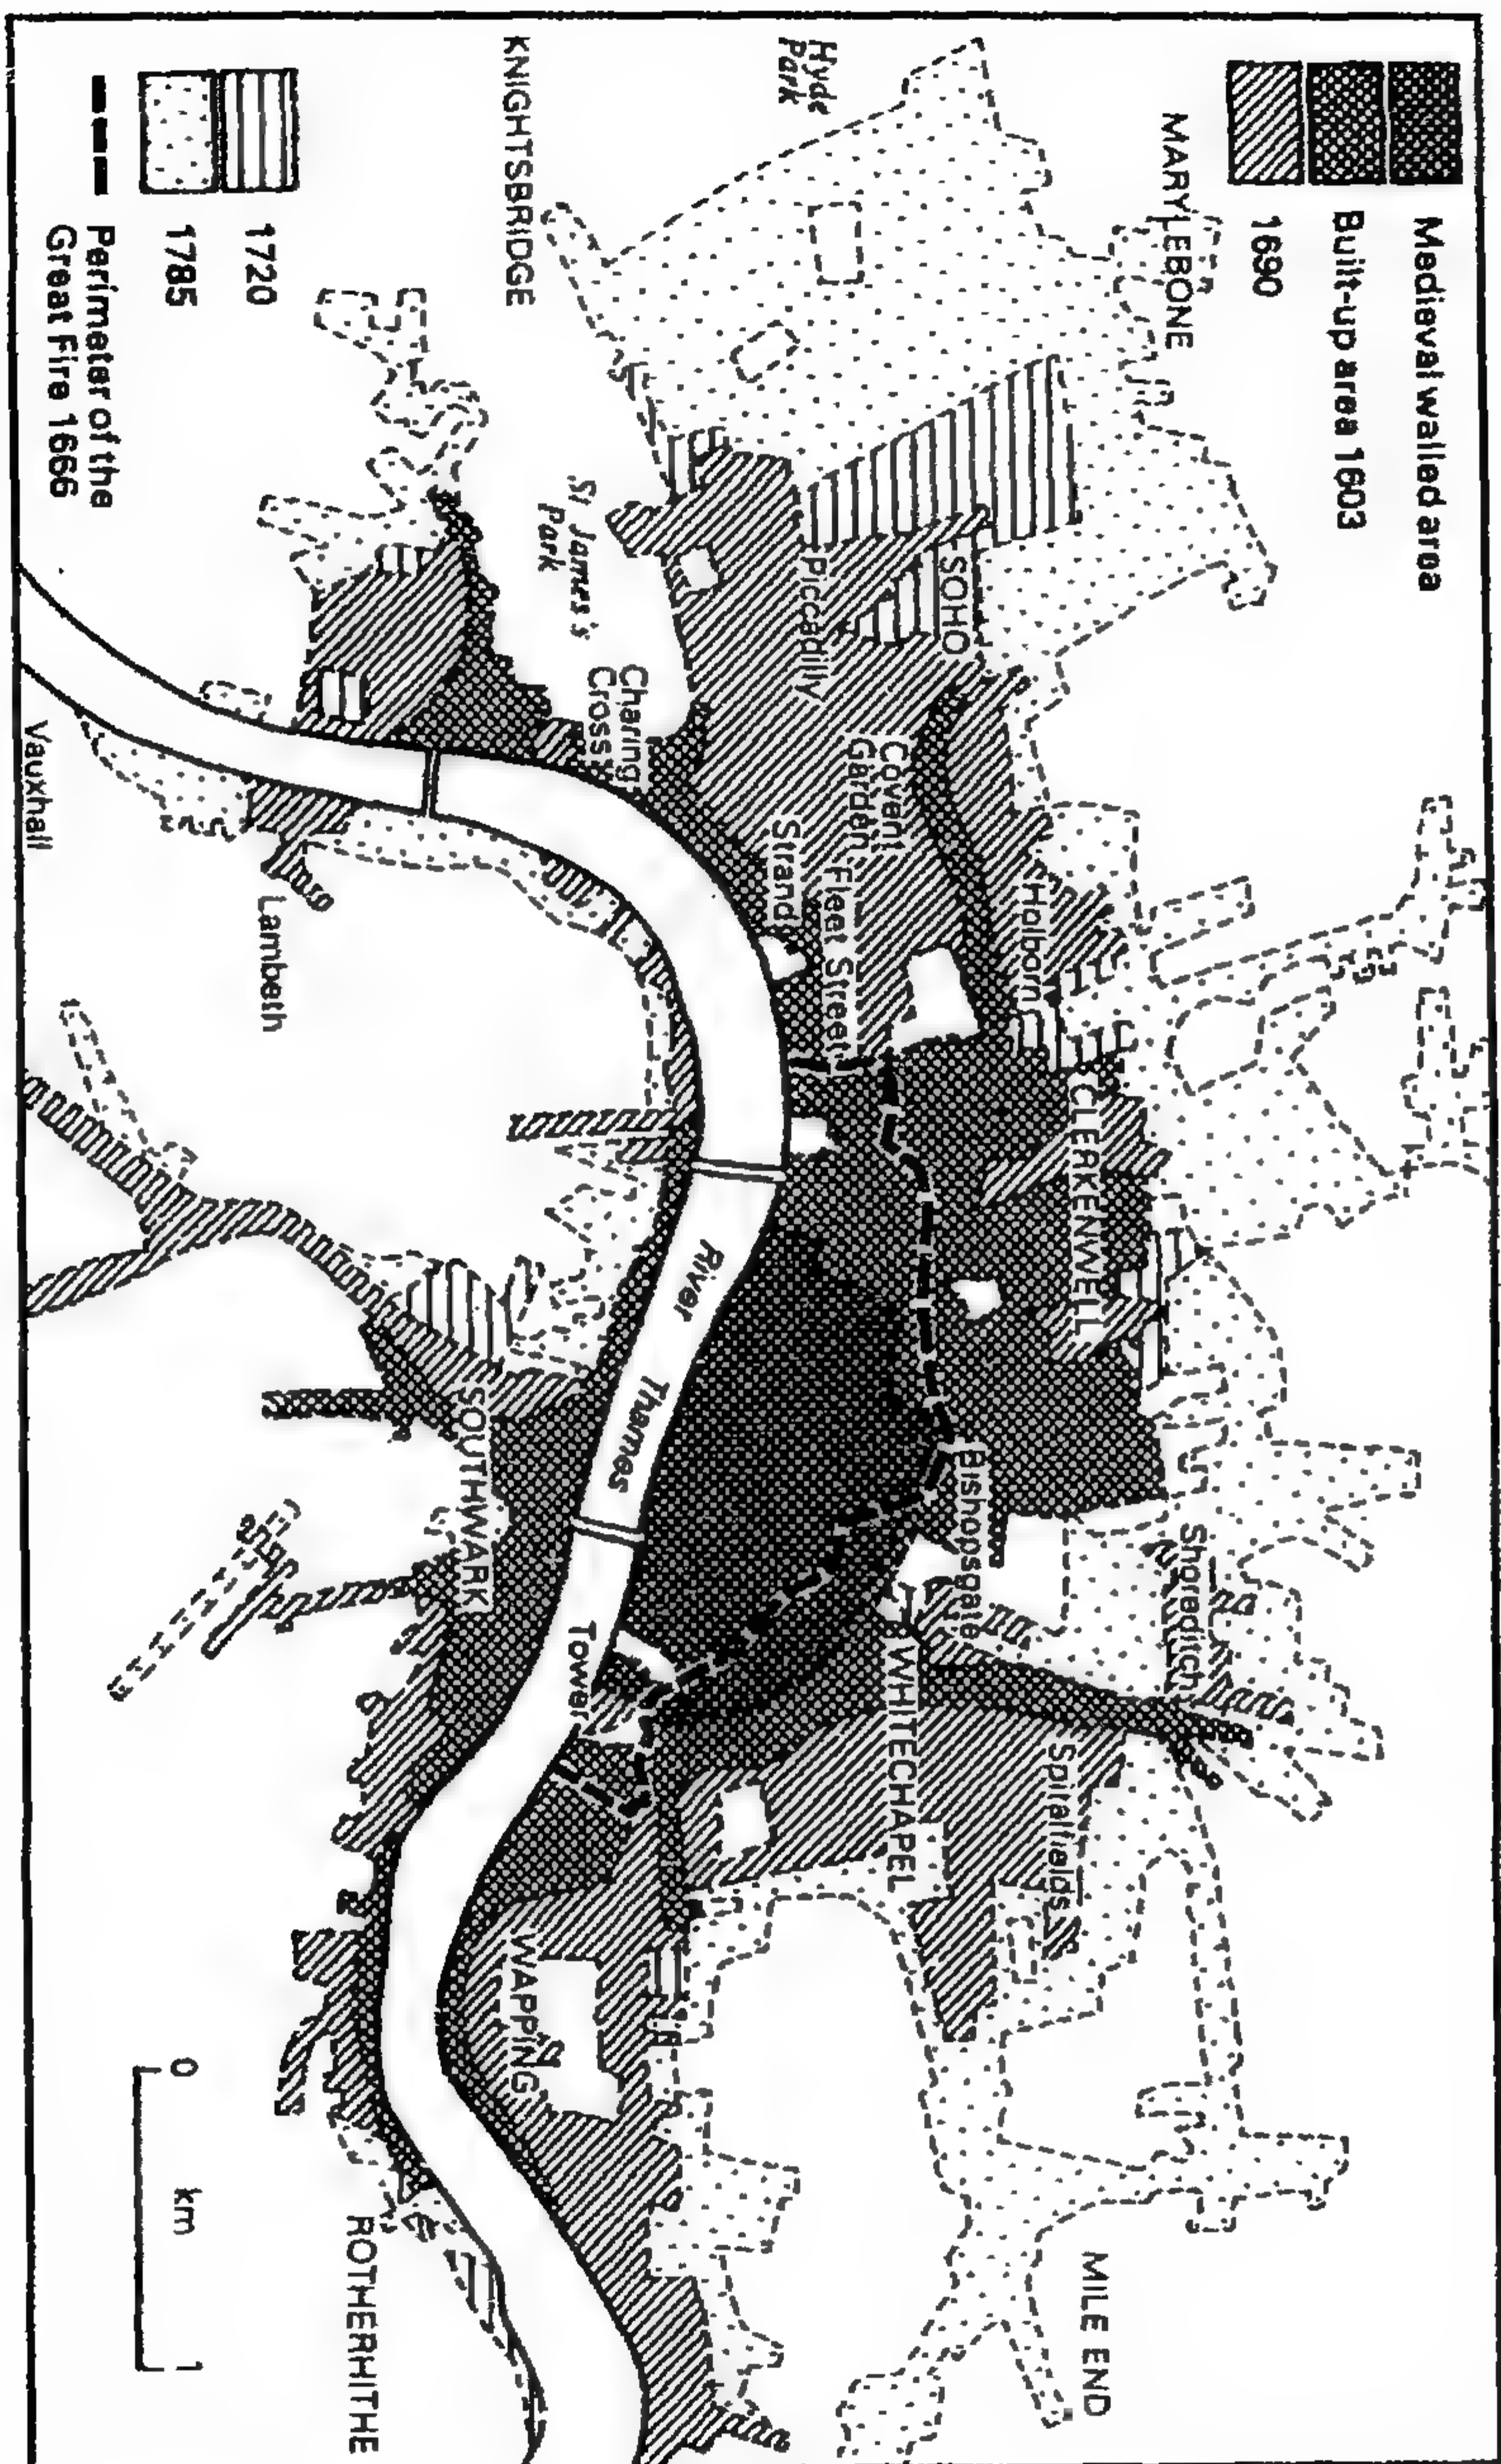 Medieval walled area
Built-up area 1603
1690
MARYLEBONE
Hyde
Park
KNIGHTSBRIDGE
1720
1785
Perimeter of the
Great Fire 1666
SOHO
Piccadilly
St James's
Park
Charing
Cross
Covent
Garden
Strand
Fleet Street
Holborn
CLERKENWELL
Vauxhall
Lambeth
River Thames
SOUTHWARK
Bishopsgate
Shoreditch
Tower
WHITECHAPEL
Spitalfields
WAPPING
MILE END
ROTHERHITHE
0 km 1